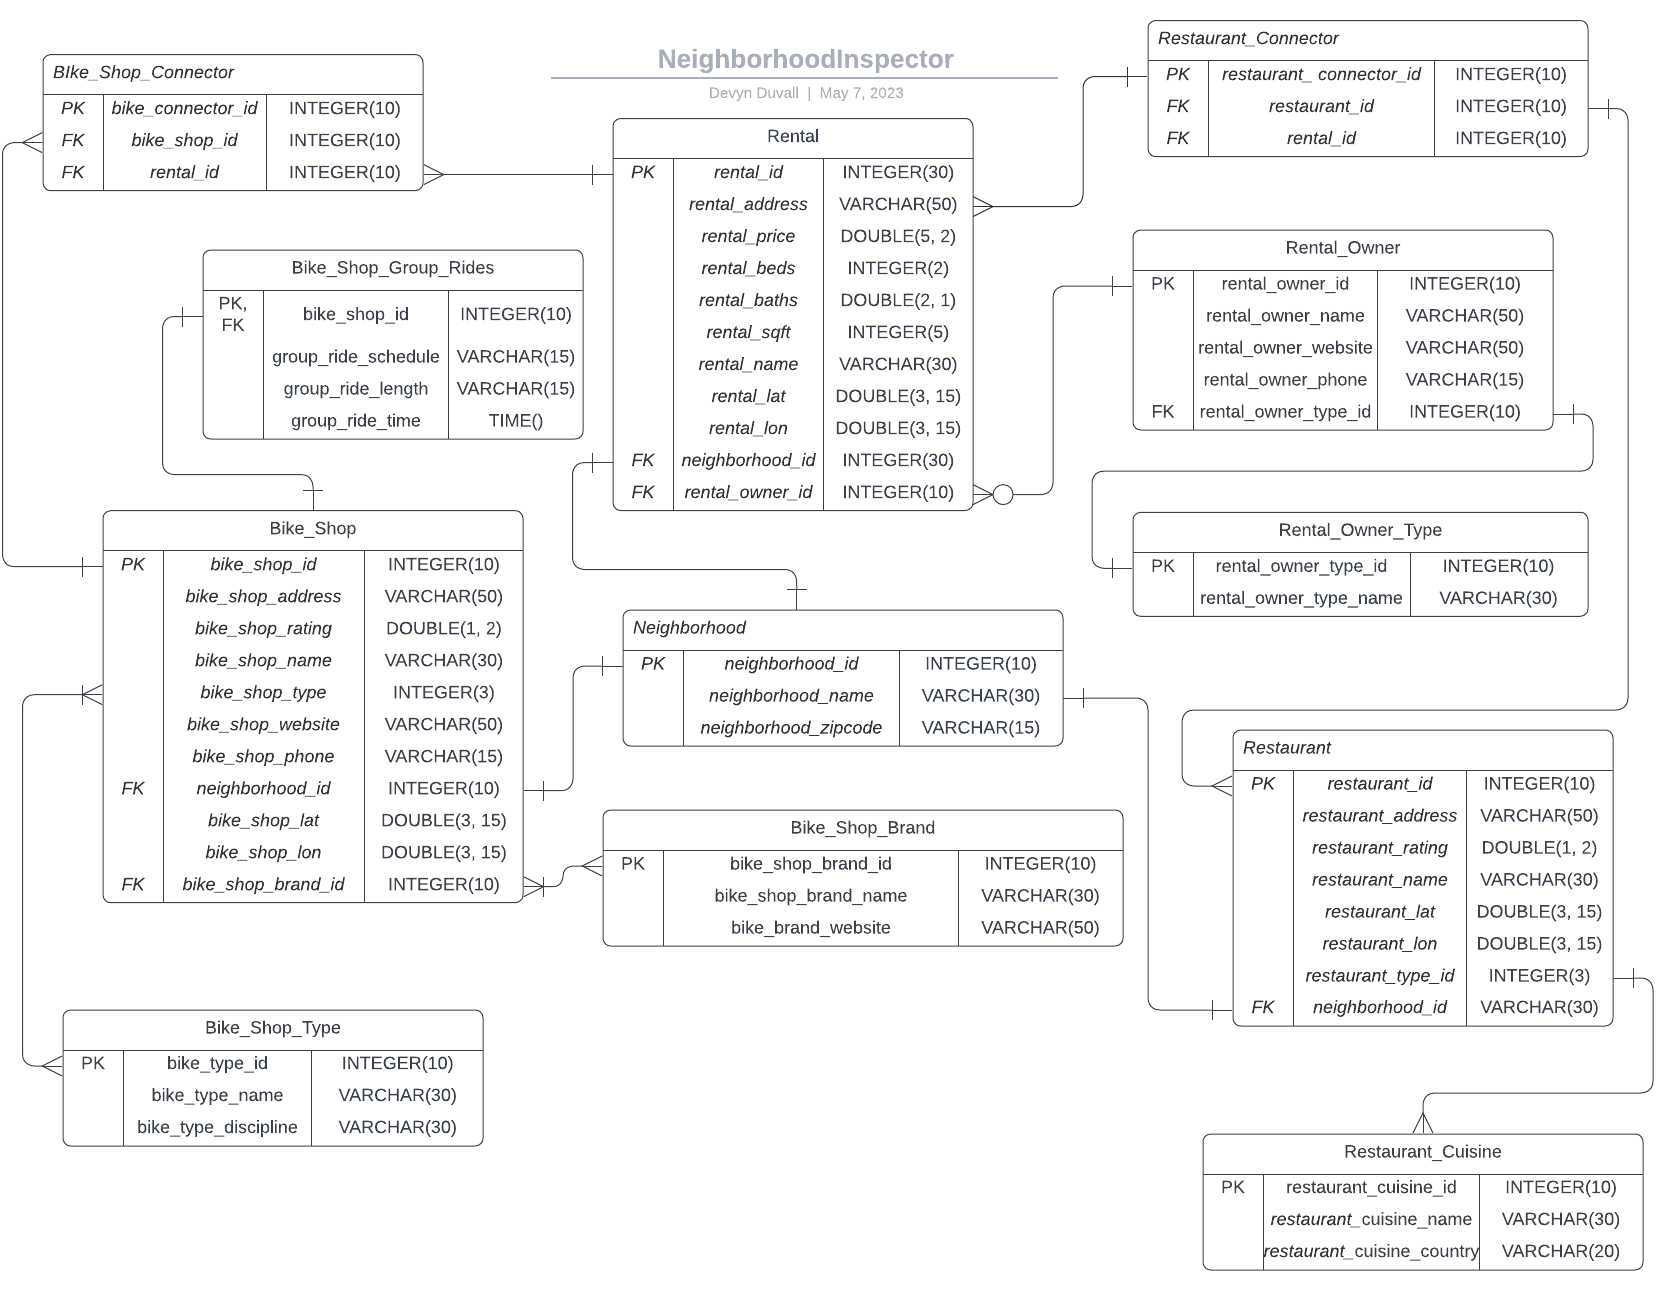 NeighborhoodInspector
Devyn Duvall | May 7, 2023
BIke_Shop_Connector
PK bike_connector_id INTEGER(10)
FK bike_shop_id INTEGER(10)
FK rental_id INTEGER(10)
Rental
PK rental_id INTEGER(30)
rental_address VARCHAR(50)
rental_price DOUBLE(5, 2)
rental_beds INTEGER(2)
rental_baths DOUBLE(2, 1)
rental_sqft INTEGER(5)
rental_name VARCHAR(30)
rental_lat DOUBLE(3, 15)
rental_lon DOUBLE(3, 15)
FK neighborhood_id INTEGER(30)
FK rental_owner_id INTEGER(10)
Restaurant_Connector
PK restaurant_ connector_id INTEGER(10)
FK restaurant_id INTEGER(10)
FK rental_id INTEGER(10)
Bike_Shop_Group_Rides
PK,
FK bike_shop_id INTEGER(10)
group_ride_schedule VARCHAR(15)
group_ride_length VARCHAR(15)
group_ride_time TIME()
Rental_Owner
PK rental_owner_id INTEGER(10)
rental_owner_name VARCHAR(50)
rental_owner_website VARCHAR(50)
rental_owner_phone VARCHAR(15)
FK rental_owner_type_id INTEGER(10)
Bike_Shop
PK bike_shop_id INTEGER(10)
bike_shop_address VARCHAR(50)
bike_shop_rating DOUBLE(1, 2)
bike_shop_name VARCHAR(30)
bike_shop_type INTEGER(3)
bike_shop_website VARCHAR(50)
bike_shop_phone VARCHAR(15)
FK neighborhood_id INTEGER(10)
bike_shop_lat DOUBLE(3, 15)
bike_shop_lon DOUBLE(3, 15)
FK bike_shop_brand_id INTEGER(10)
Rental_Owner_Type
PK rental_owner_type_id INTEGER(10)
rental_owner_type_name VARCHAR(30)
Neighborhood
PK neighborhood_id INTEGER(10)
neighborhood_name VARCHAR(30)
neighborhood_zipcode VARCHAR(15)
Restaurant
PK restaurant_id INTEGER(10)
restaurant_address VARCHAR(50)
restaurant_rating DOUBLE(1, 2)
restaurant_name VARCHAR(30)
restaurant_lat DOUBLE(3, 15)
restaurant_lon DOUBLE(3, 15)
restaurant_type_id INTEGER(3)
FK neighborhood_id VARCHAR(30)
Bike_Shop_Brand
PK bike_shop_brand_id INTEGER(10)
bike_shop_brand_name VARCHAR(30)
bike_brand_website VARCHAR(50)
Bike_Shop_Type
PK bike_type_id INTEGER(10)
bike_type_name VARCHAR(30)
bike_type_discipline VARCHAR(30)
Restaurant_Cuisine
PK restaurant_cuisine_id INTEGER(10)
restaurant_cuisine_name VARCHAR(30)
restaurant_cuisine_country VARCHAR(20)